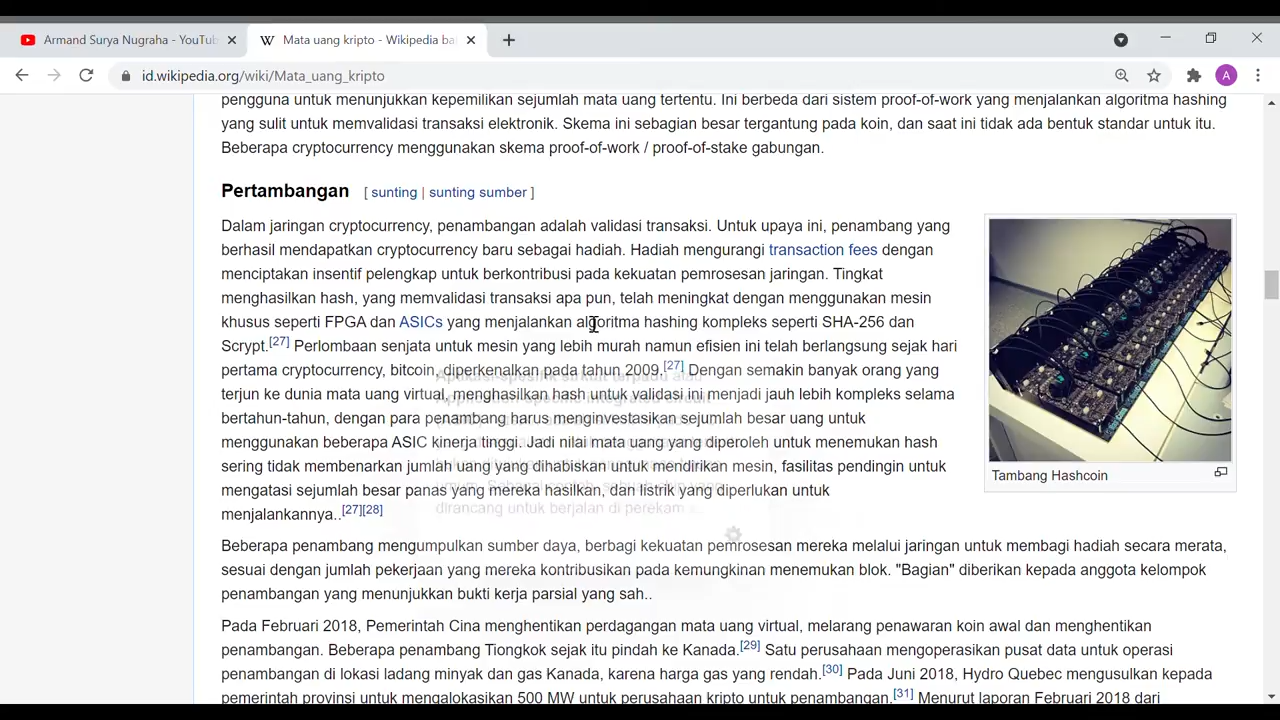 Armand Surya Nugraha - YouTub
Mata uang kripto - Wikipedia ba
id.wikipedia.org/wiki/Mata_uang_kripto
A
pengguna untuk menunjukkan kepemilikan sejumlah mata uang tertentu. Ini berbeda dari sistem proof-of-work yang menjalankan algoritma hashing
yang sulit untuk memvalidasi transaksi elektronik. Skema ini sebagian besar tergantung pada koin, dan saat ini tidak ada bentuk standar untuk itu.
Beberapa cryptocurrency menggunakan skema proof-of-work / proof-of-stake gabungan.
Pertambangan [ sunting | sunting sumber ]
Dalam jaringan cryptocurrency, penambangan adalah validasi transaksi. Untuk upaya ini, penambang yang
berhasil mendapatkan cryptocurrency baru sebagai hadiah. Hadiah mengurangi transaction fees dengan
menciptakan insentif pelengkap untuk berkontribusi pada kekuatan pemrosesan jaringan. Tingkat
menghasilkan hash, yang memvalidasi transaksi apa pun, telah meningkat dengan menggunakan mesin
khusus seperti FPGA dan ASICs yang menjalankan algoritma hashing kompleks seperti SHA-256 dan
Scrypt.[27] Perlombaan senjata untuk mesin yang lebih murah namun efisien ini telah berlangsung sejak hari
pertama cryptocurrency, bitcoin, diperkenalkan pada tahun 2009.[27] Dengan semakin banyak orang yang
terjun ke dunia mata uang virtual, menghasilkan hash untuk validasi ini menjadi jauh lebih kompleks selama
bertahun-tahun, dengan para penambang harus menginvestasikan sejumlah besar uang untuk
menggunakan beberapa ASIC kinerja tinggi. Jadi nilai mata uang yang diperoleh untuk menemukan hash
sering tidak membenarkan jumlah uang yang dihabiskan untuk mendirikan mesin, fasilitas pendingin untuk
mengatasi sejumlah besar panas yang mereka hasilkan, dan listrik yang diperlukan untuk
menjalankannya..[27][28]
Tambang Hashcoin
Beberapa penambang mengumpulkan sumber daya, berbagi kekuatan pemrosesan mereka melalui jaringan untuk membagi hadiah secara merata,
sesuai dengan jumlah pekerjaan yang mereka kontribusikan pada kemungkinan menemukan blok. "Bagian" diberikan kepada anggota kelompok
penambangan yang menunjukkan bukti kerja parsial yang sah..
Pada Februari 2018, Pemerintah Cina menghentikan perdagangan mata uang virtual, melarang penawaran koin awal dan menghentikan
penambangan. Beberapa penambang Tiongkok sejak itu pindah ke Kanada.[29] Satu perusahaan mengoperasikan pusat data untuk operasi
penambangan di lokasi ladang minyak dan gas Kanada, karena harga gas yang rendah.[30] Pada Juni 2018, Hydro Quebec mengusulkan kepada
pemerintah provinsi untuk mengalokasikan 500 MW untuk perusahaan kripto untuk penambangan.[31] Menurut laporan Februari 2018 dari